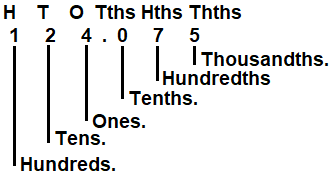 H T O Tths Hths Thths
1 2 4 . 0 7 5
Thousandths.
Hundredths
Tenths.
Ones.
Tens.
Hundreds.